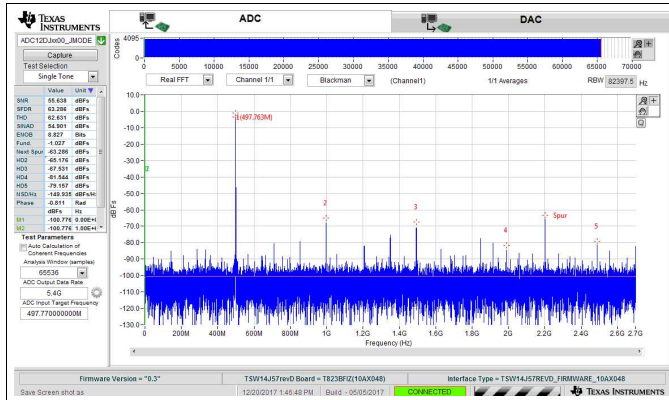 TEXAS INSTRUMENTS
ADC
DAC
ADC12DJxx00_JMODE
Capture
Test Selection
Single Tone
Value Unit
SNR 55.638 dBFs
SFDR 63.286 dBFs
THD 62.631 dBFs
SINAD 54.901 dBFs
ENOB 8.827 Bits
Fund. -1.027 dBFs
Next Spur -63.286 dBFs
HD2 -65.176 dBFs
HD3 -67.531 dBFs
HD4 -81.544 dBFs
HD5 -79.157 dBFs
NSD/Hz -149.935 dBFs/Hz
Phase -0.811 Rad
dBFs Hz
M1 -100.776 0.00E+
M2 -100.776 1.00E+
Test Parameters
Auto Calculation of
Coherent Frequencies
Analysis Window (samples)
65536
ADC Output Data Rate
5.4G
ADC Input Target Frequency
497.770000000M
Codes
4095
0
0 5000 10000 15000 20000 25000 30000 35000 40000 45000 50000 55000 60000 65000 70000
Real FFT Channel 1/1 Blackman (Channel1) 1/1 Averages RBW 82397.5 Hz
dBFs
10.0
0.0
-10.0
-20.0
-30.0
-40.0
-50.0
-60.0
-70.0
-80.0
-90.0
-100.0
-110.0
-120.0
-130.0
1(497.763M)
2
3
4
Spur
5
0 200M 400M 600M 800M 1G 1.2G 1.4G 1.6G 1.8G 2G 2.2G 2.4G 2.6G 2.7G
Frequency (Hz)
Firmware Version = "0.3"
TSW14J57revD Board = T823BFIZ(10AX048)
Interface Type = TSW14J57REVD_FIRMWARE_10AX048
Save Screen shot as
12/20/2017 1:46:48 PM
Build - 05/05/2017
CONNECTED
TEXAS INSTRUMENTS